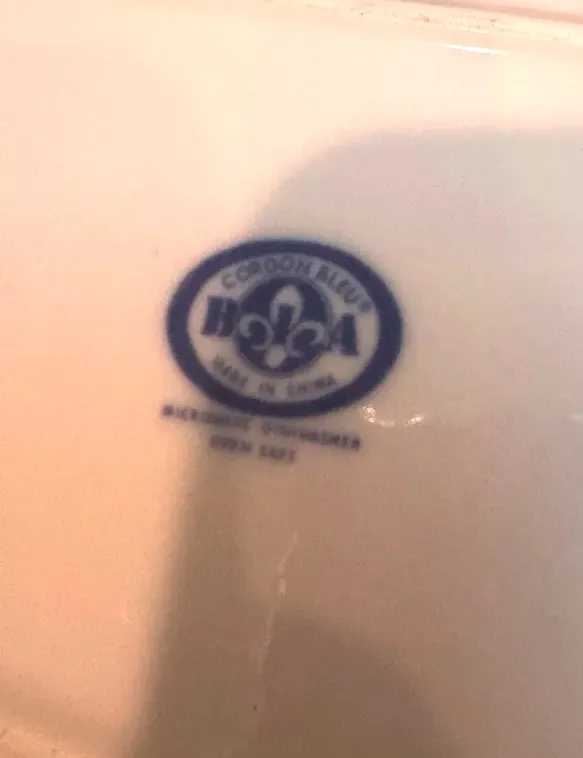 CORDON BLEU®
BIA
MADE IN CHINA
MICROWAVE DISHWASHER
OVEN SAFE